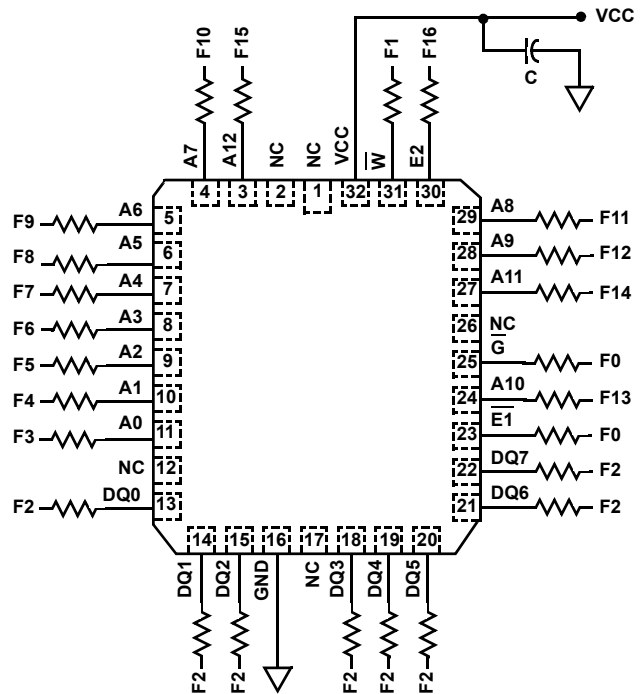 VCC
C
F10
F15
F1
F16
A7
A12
NC
NC
VCC
W
E2
4
3
2
1
32
31
30
F9
A6
5
F8
A5
6
F7
A4
7
F6
A3
8
F5
A2
9
F4
A1
10
F3
A0
11
NC
12
F2
DQ0
13
29
A8
F11
28
A9
F12
27
A11
F14
26
NC
25
G
F0
24
A10
F13
23
E1
F0
22
DQ7
F2
21
DQ6
F2
14
15
16
17
18
19
20
DQ1
DQ2
GND
NC
DQ3
DQ4
DQ5
F2
F2
F2
F2
F2